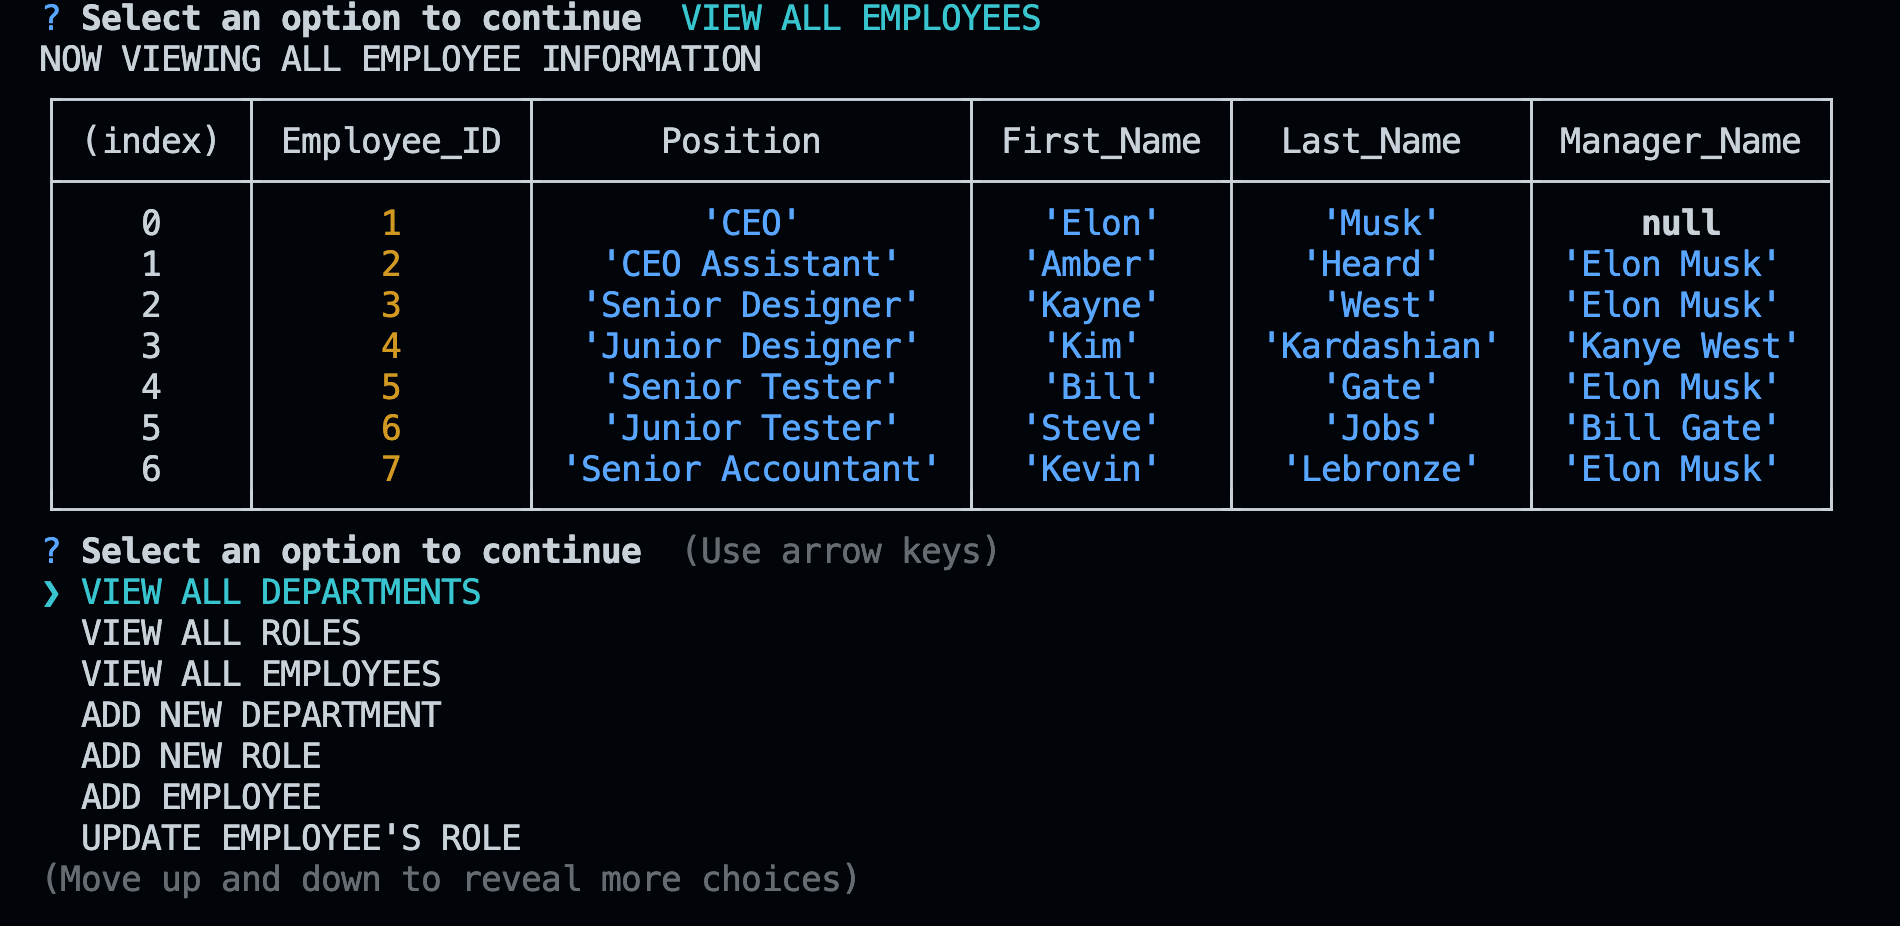 ? Select an option to continue  VIEW ALL EMPLOYEES
NOW VIEWING ALL EMPLOYEE INFORMATION
(index) Employee_ID Position First_Name Last_Name Manager_Name
0 1 'CEO' 'Elon' 'Musk' null
1 2 'CEO Assistant' 'Amber' 'Heard' 'Elon Musk'
2 3 'Senior Designer' 'Kayne' 'West' 'Elon Musk'
3 4 'Junior Designer' 'Kim' 'Kardashian' 'Kanye West'
4 5 'Senior Tester' 'Bill' 'Gate' 'Elon Musk'
5 6 'Junior Tester' 'Steve' 'Jobs' 'Bill Gate'
6 7 'Senior Accountant' 'Kevin' 'Lebronze' 'Elon Musk'
? Select an option to continue  (Use arrow keys)
❯ VIEW ALL DEPARTMENTS
VIEW ALL ROLES
VIEW ALL EMPLOYEES
ADD NEW DEPARTMENT
ADD NEW ROLE
ADD EMPLOYEE
UPDATE EMPLOYEE'S ROLE
(Move up and down to reveal more choices)